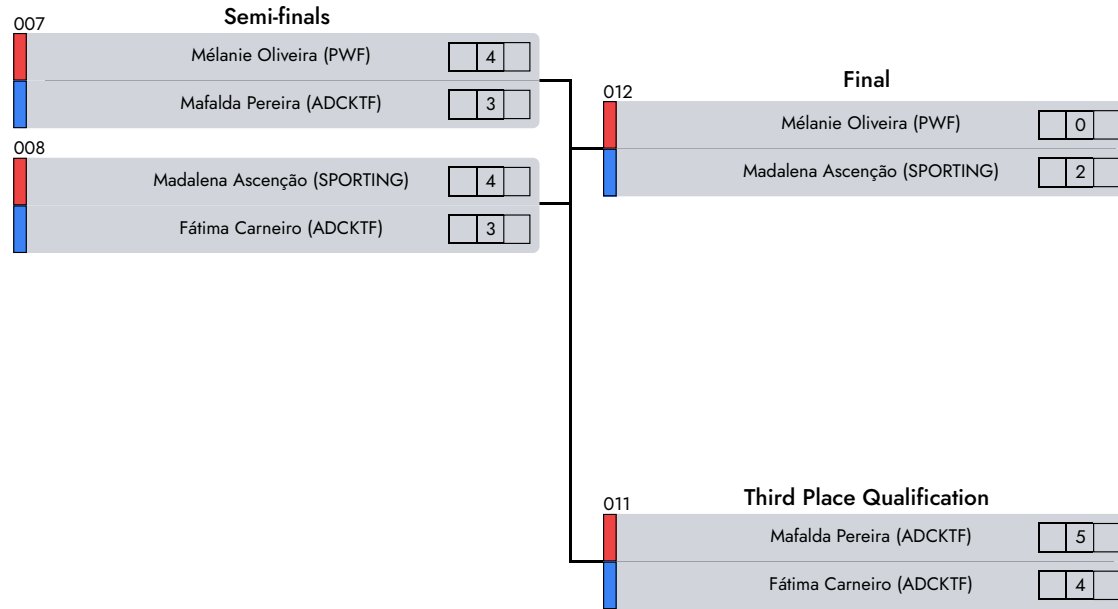 Semi-finals
007
Mélanie Oliveira (PWF) 4
Mafalda Pereira (ADCKTF) 3
008
Madalena Ascenção (SPORTING) 4
Fátima Carneiro (ADCKTF) 3
Final
012
Mélanie Oliveira (PWF) 0
Madalena Ascenção (SPORTING) 2
Third Place Qualification
011
Mafalda Pereira (ADCKTF) 5
Fátima Carneiro (ADCKTF) 4